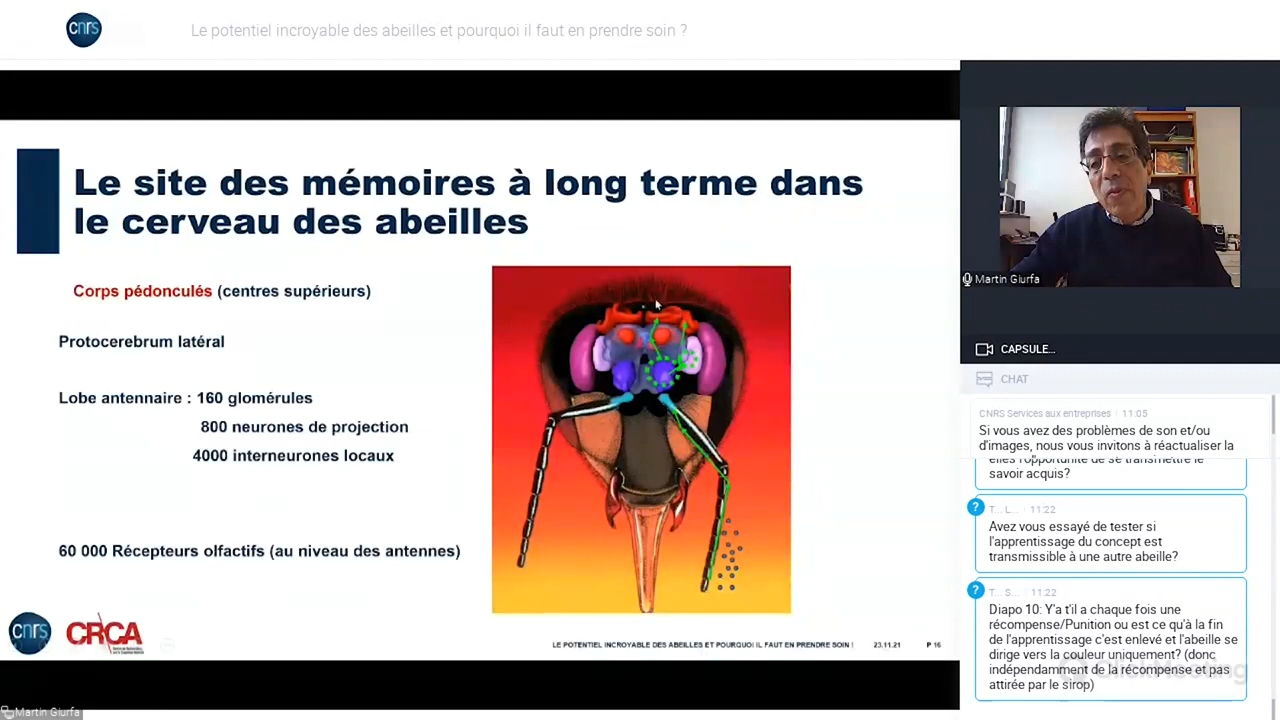 cnrs
Le potentiel incroyable des abeilles et pourquoi il faut en prendre soin ?
Le site des mémoires à long terme dans
le cerveau des abeilles
Corps pédonculés (centres supérieurs)
Protocerebrum latéral
Lobe antennaire : 160 glomérules
800 neurones de projection
4000 interneurones locaux
60 000 Récepteurs olfactifs (au niveau des antennes)
cnrs
CRCA
LE POTENTIEL INCROYABLE DES ABEILLES ET POURQUOI IL FAUT EN PRENDRE SOIN !
23.11.21
P 16
Martin Giurfa
Martin Giurfa
CAPSULE...
CHAT
CNRS Services aux entreprises 11:05
Si vous avez des problèmes de son et/ou
d'images, nous vous invitons à réactualiser la
elles l'opportunité de se transmettre le
savoir acquis?
? T... L... 11:22
Avez vous essayé de tester si
l'apprentissage du concept est
transmissible à une autre abeille?
? T... S... 11:22
Diapo 10: Y'a t'il a chaque fois une
récompense/Punition ou est ce qu'à la fin
de l'apprentissage c'est enlevé et l'abeille se
dirige vers la couleur uniquement? (donc
indépendamment de la récompense et pas
attirée par le sirop)
ClickMeeting